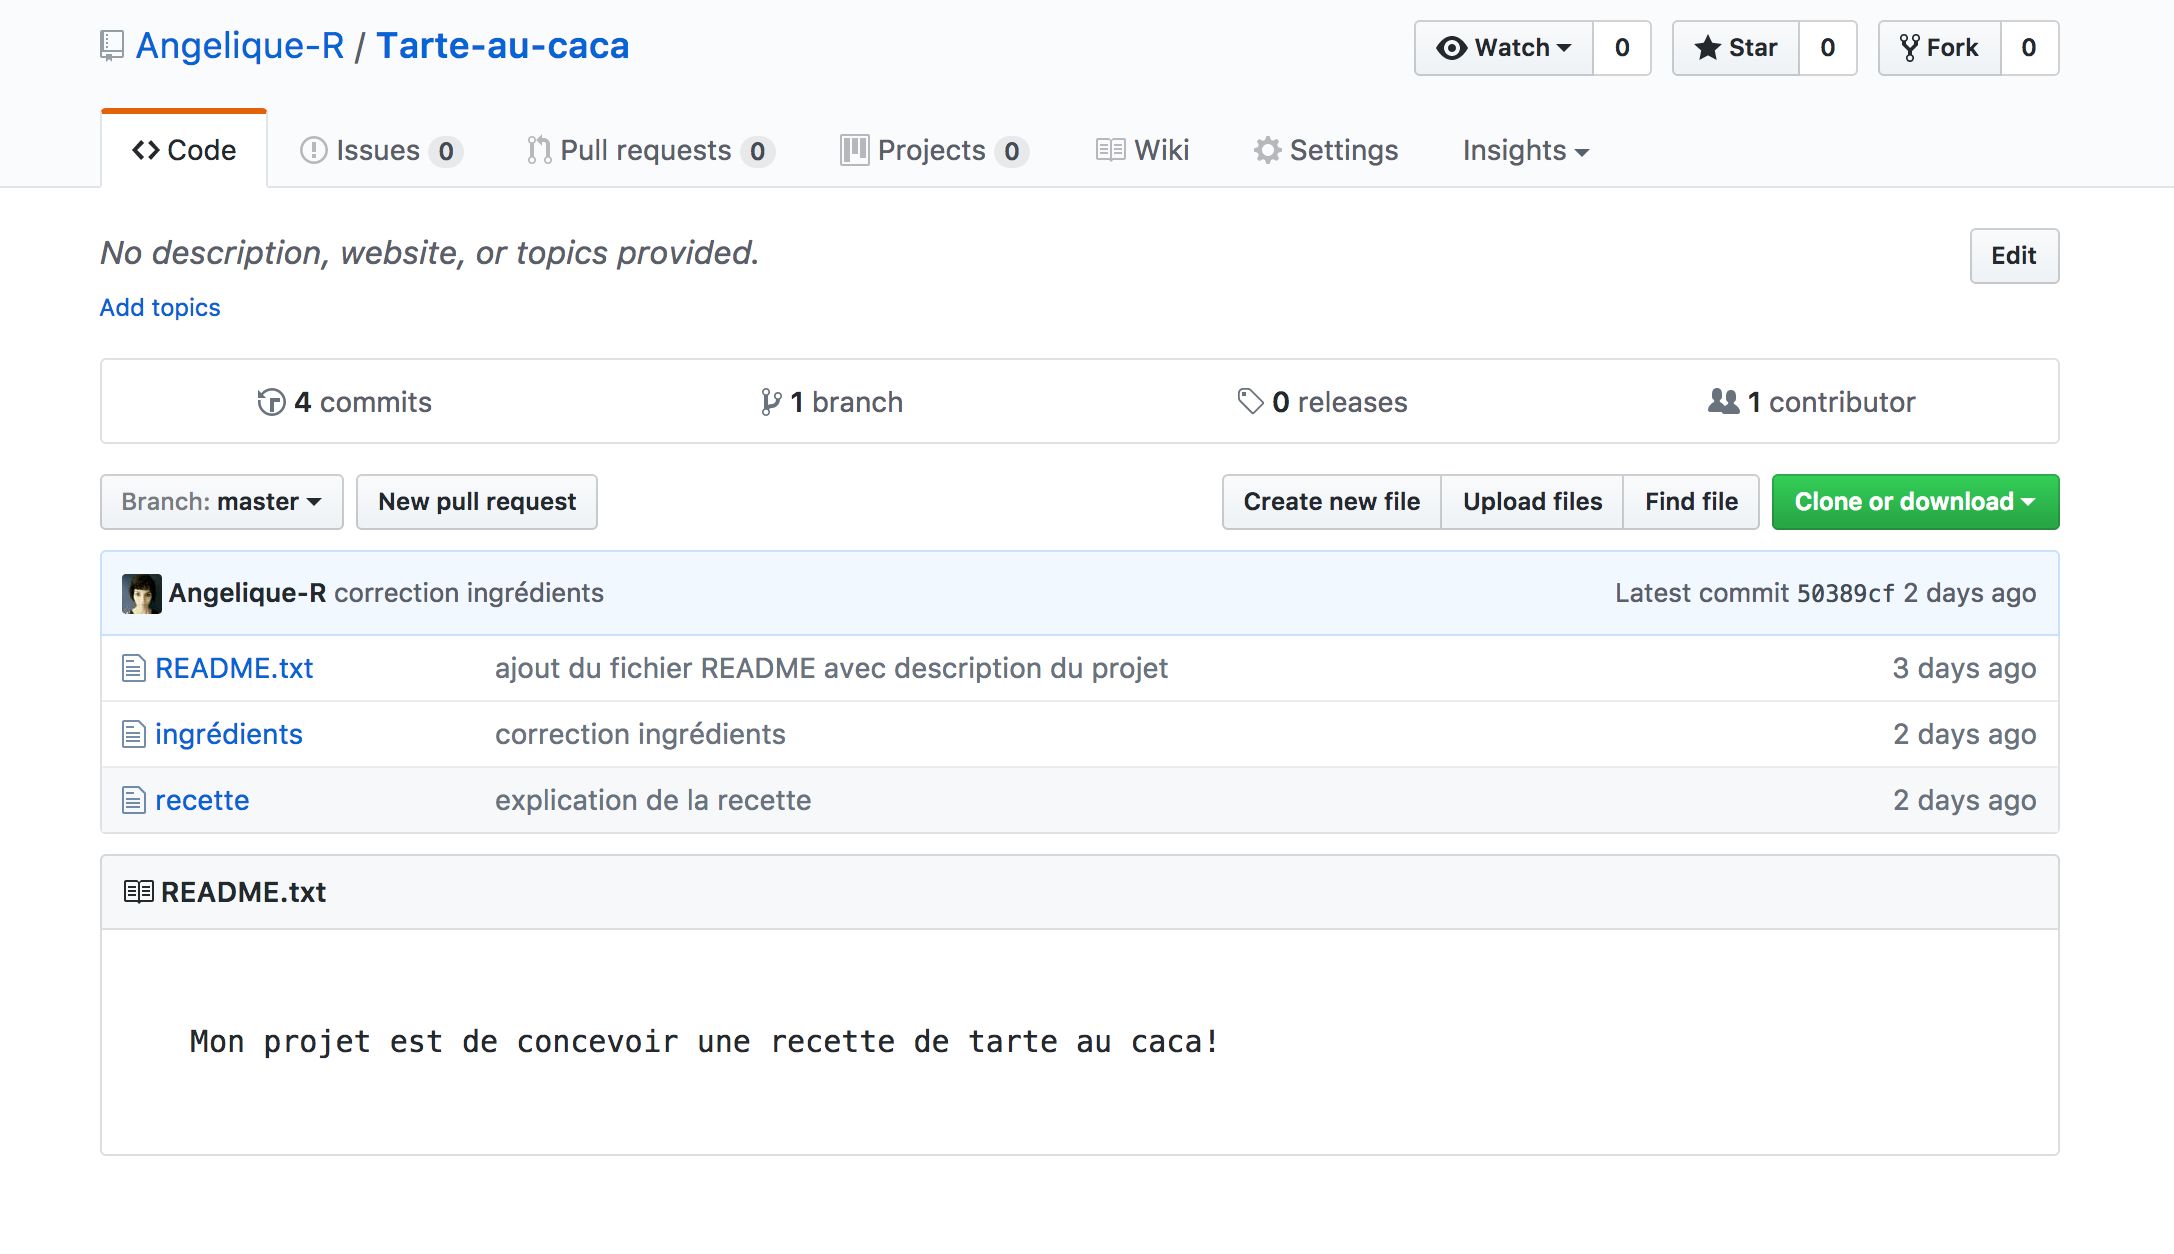 Angelique-R / Tarte-au-caca
Watch 0 Star 0 Fork 0
Code Issues 0 Pull requests 0 Projects 0 Wiki Settings Insights
No description, website, or topics provided.
Edit
Add topics
4 commits 1 branch 0 releases 1 contributor
Branch: master New pull request Create new file Upload files Find file Clone or download
Angelique-R correction ingrédients Latest commit 50389cf 2 days ago
README.txt ajout du fichier README avec description du projet 3 days ago
ingrédients correction ingrédients 2 days ago
recette explication de la recette 2 days ago
README.txt
Mon projet est de concevoir une recette de tarte au caca!